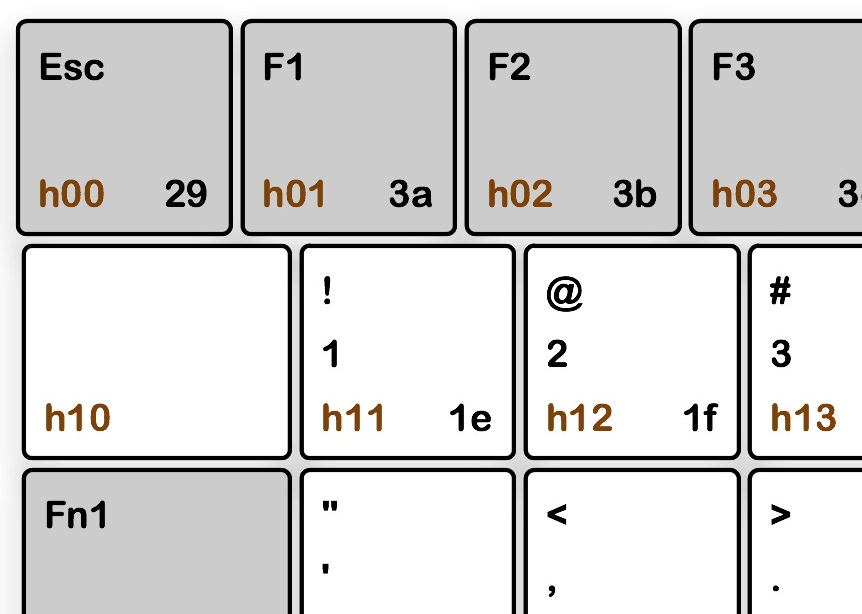 Esc F1 F2 F3
h00 29 h01 3a h02 3b h03 3
! @ #
1 2 3
h10 h11 1e h12 1f h13
Fn1 " < >
' , .